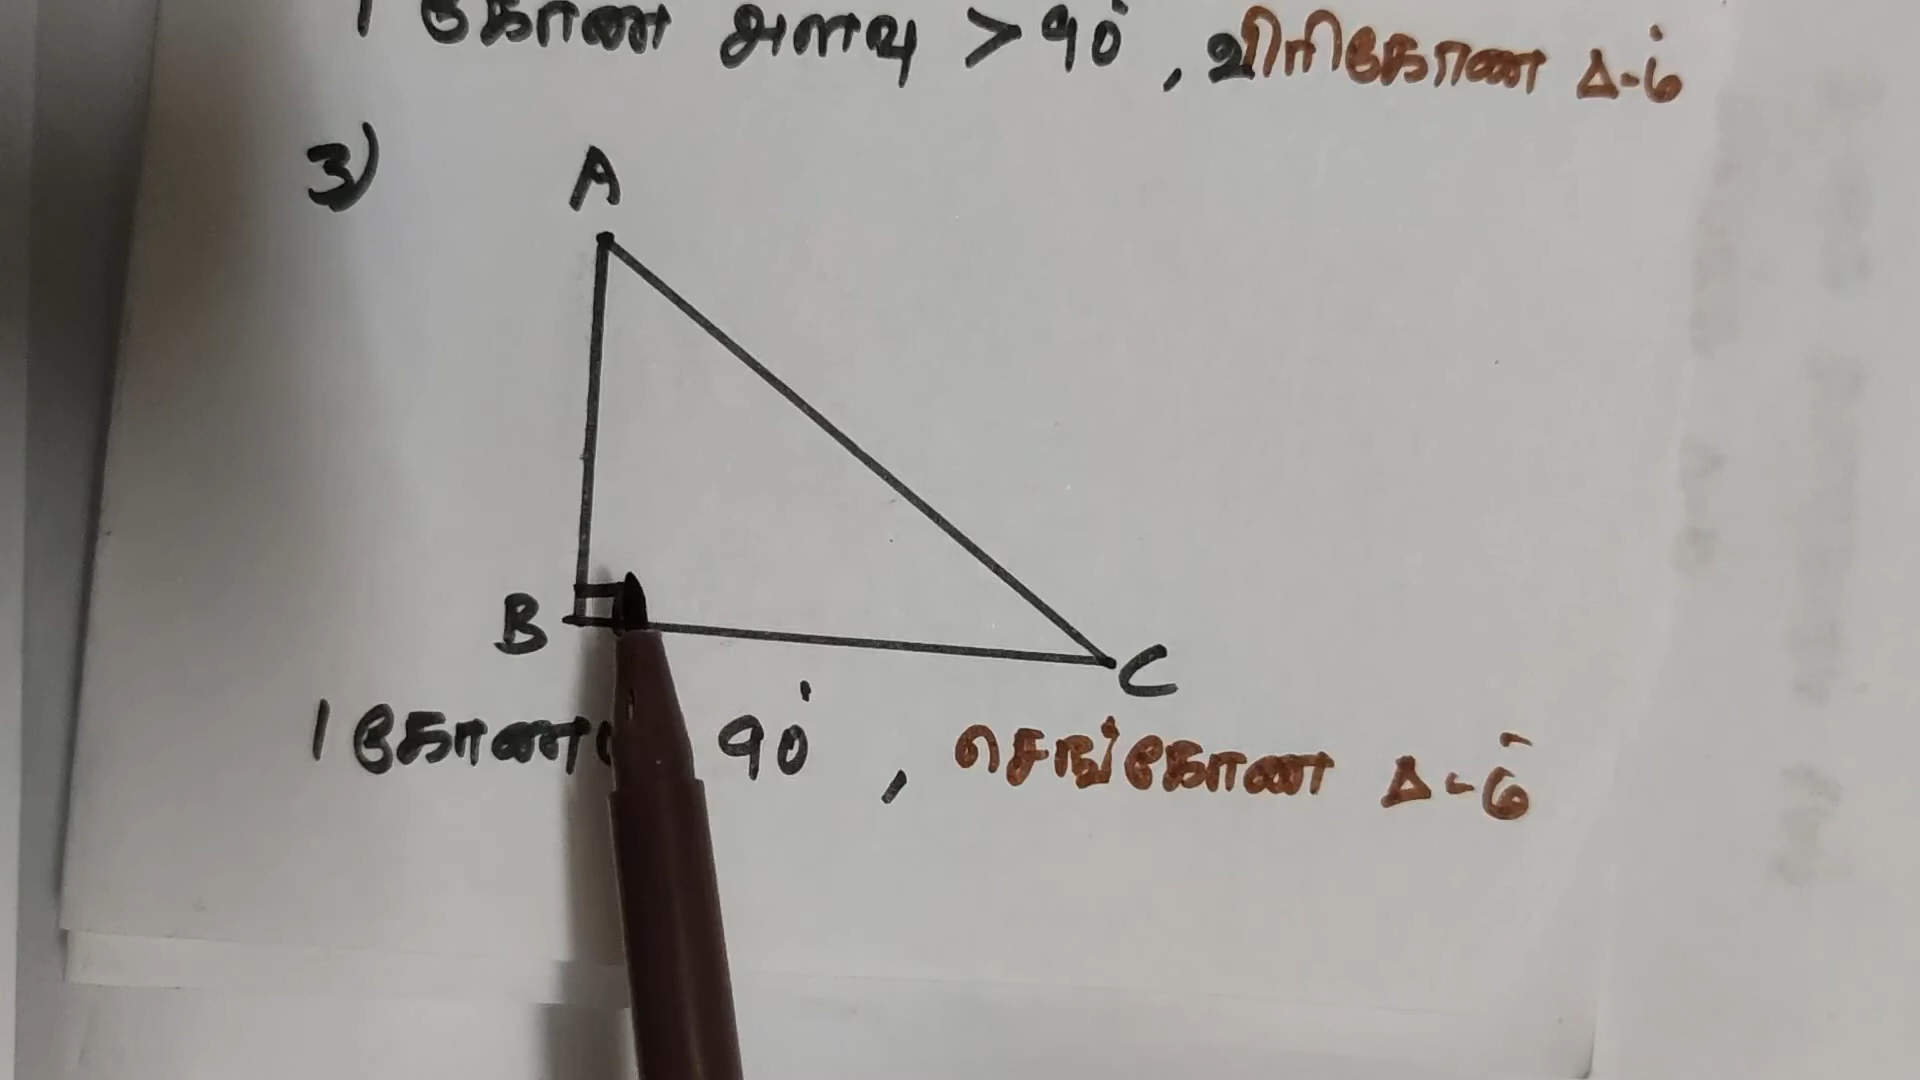 1 கோண அளவு > 90°, விரிகோண Δ-ம்
3)
A
B
C
1 கோண 90°, செங்கோண Δ-ம்